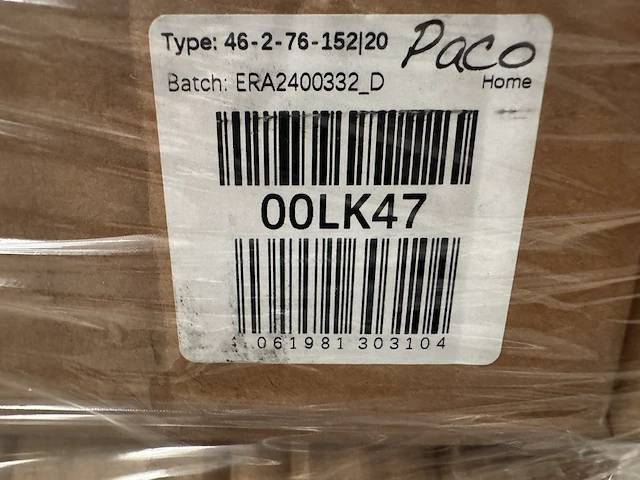 Type: 46-2-76-152|20
Paco
Home
Batch: ERA2400332_D
00LK47
061981 303104